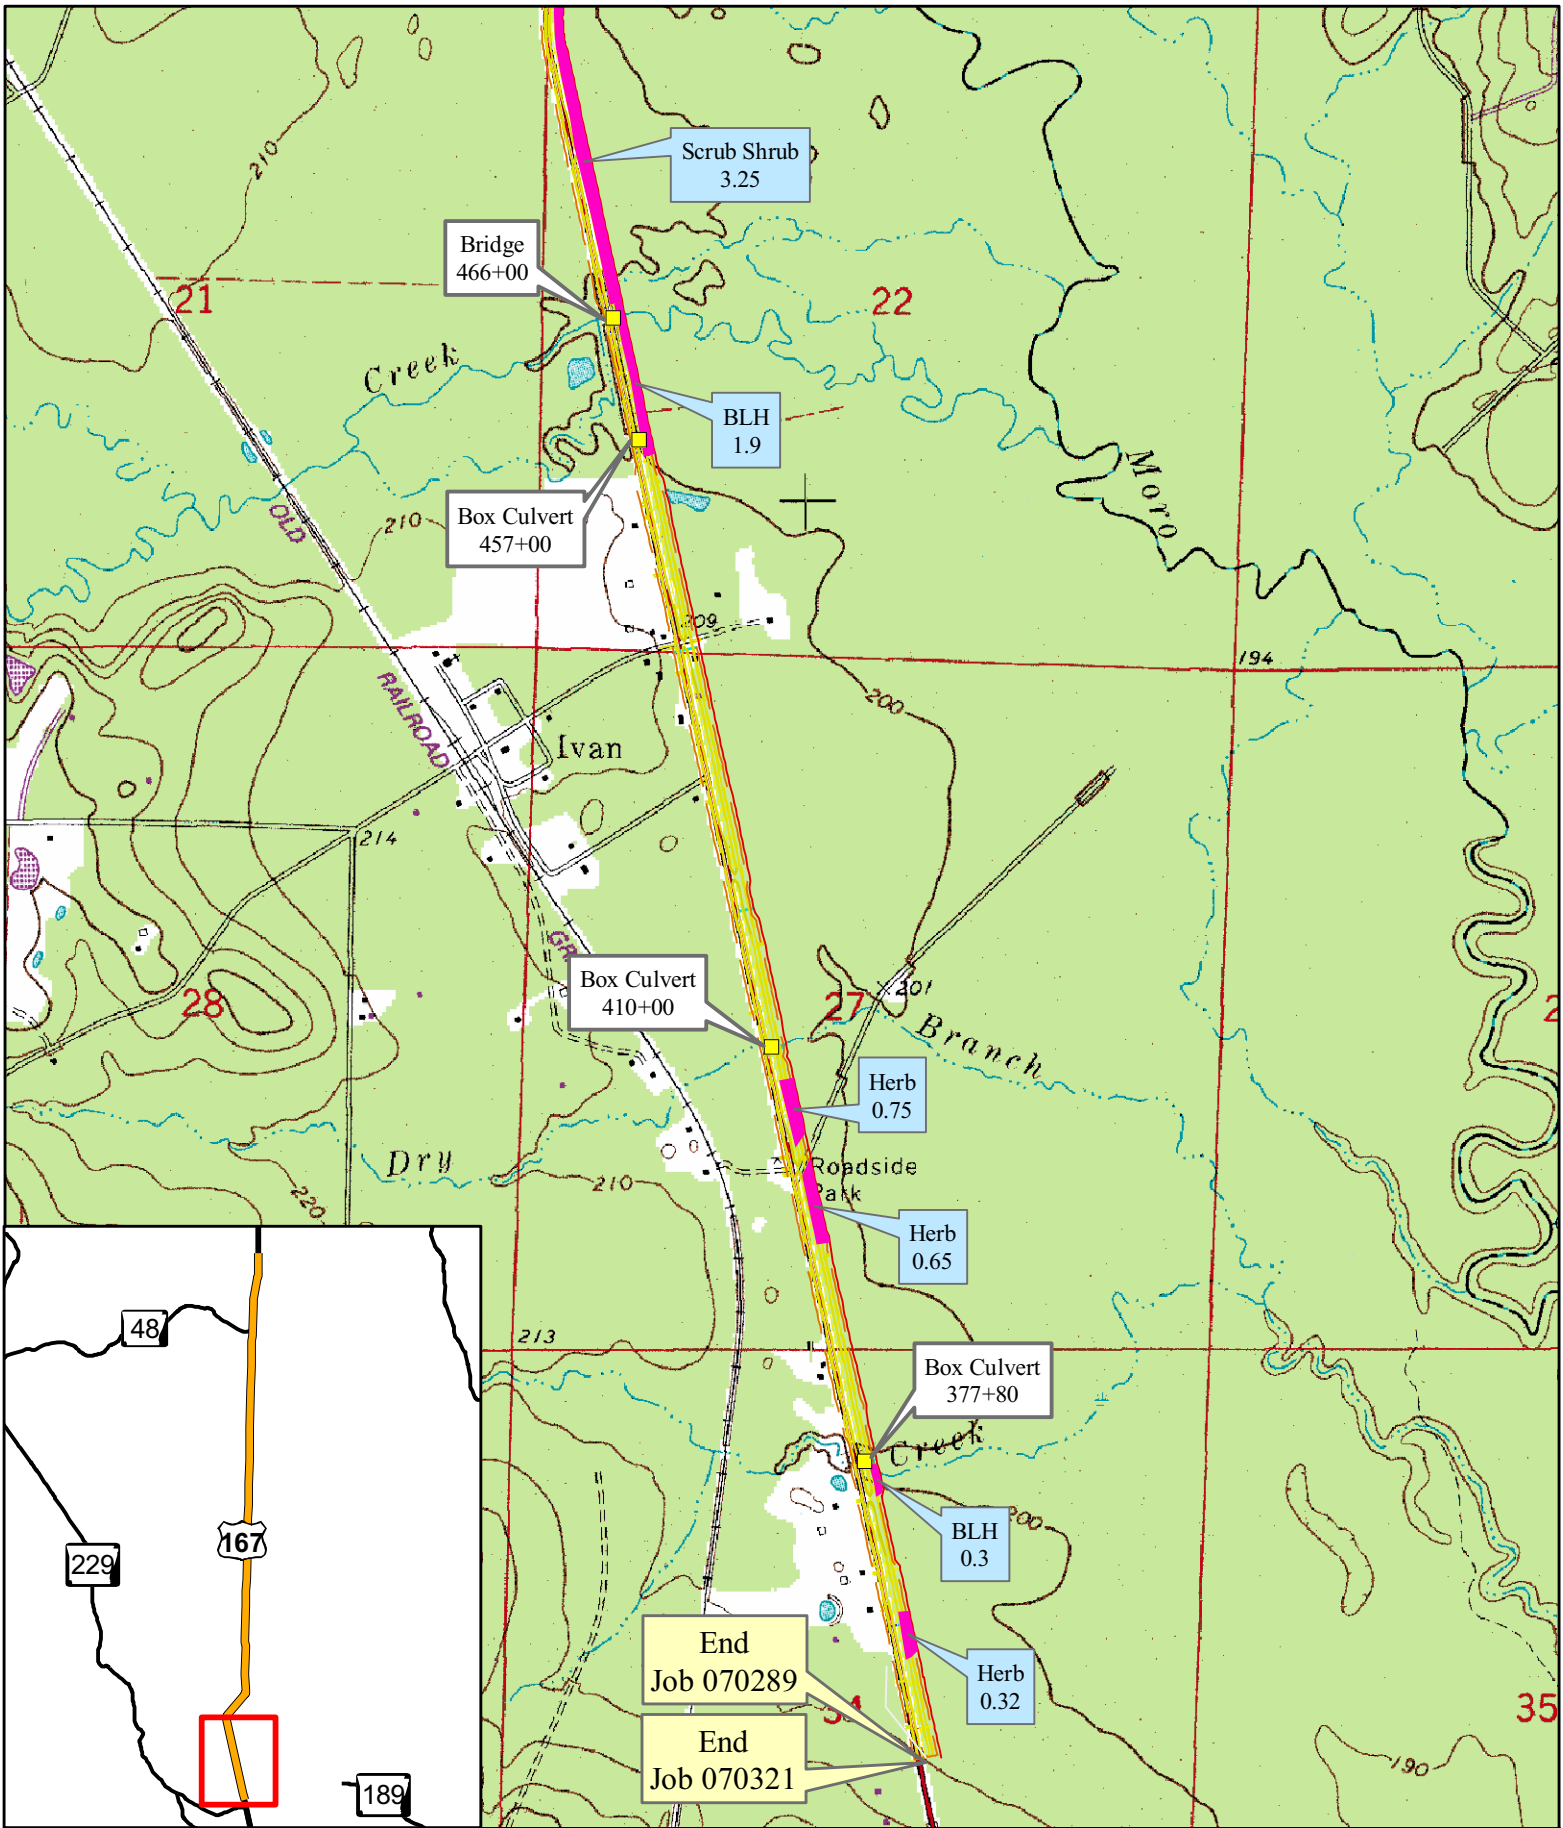 Scrub Shrub
3.25
210
Bridge
466+00
21
22
Creek
BLH
1.9
Moro
Box Culvert
457+00
210
OLD
209
194
RAILROAD
200
Ivan
214
Box Culvert
410+00
28
27
201
Branch
Herb
0.75
Dry
Roadside
Park
210
220
Herb
0.65
213
Box Culvert
377+80
Creek
200
BLH
0.3
End
Job 070289
Herb
0.32
35
End
Job 070321
190
48
167
229
189